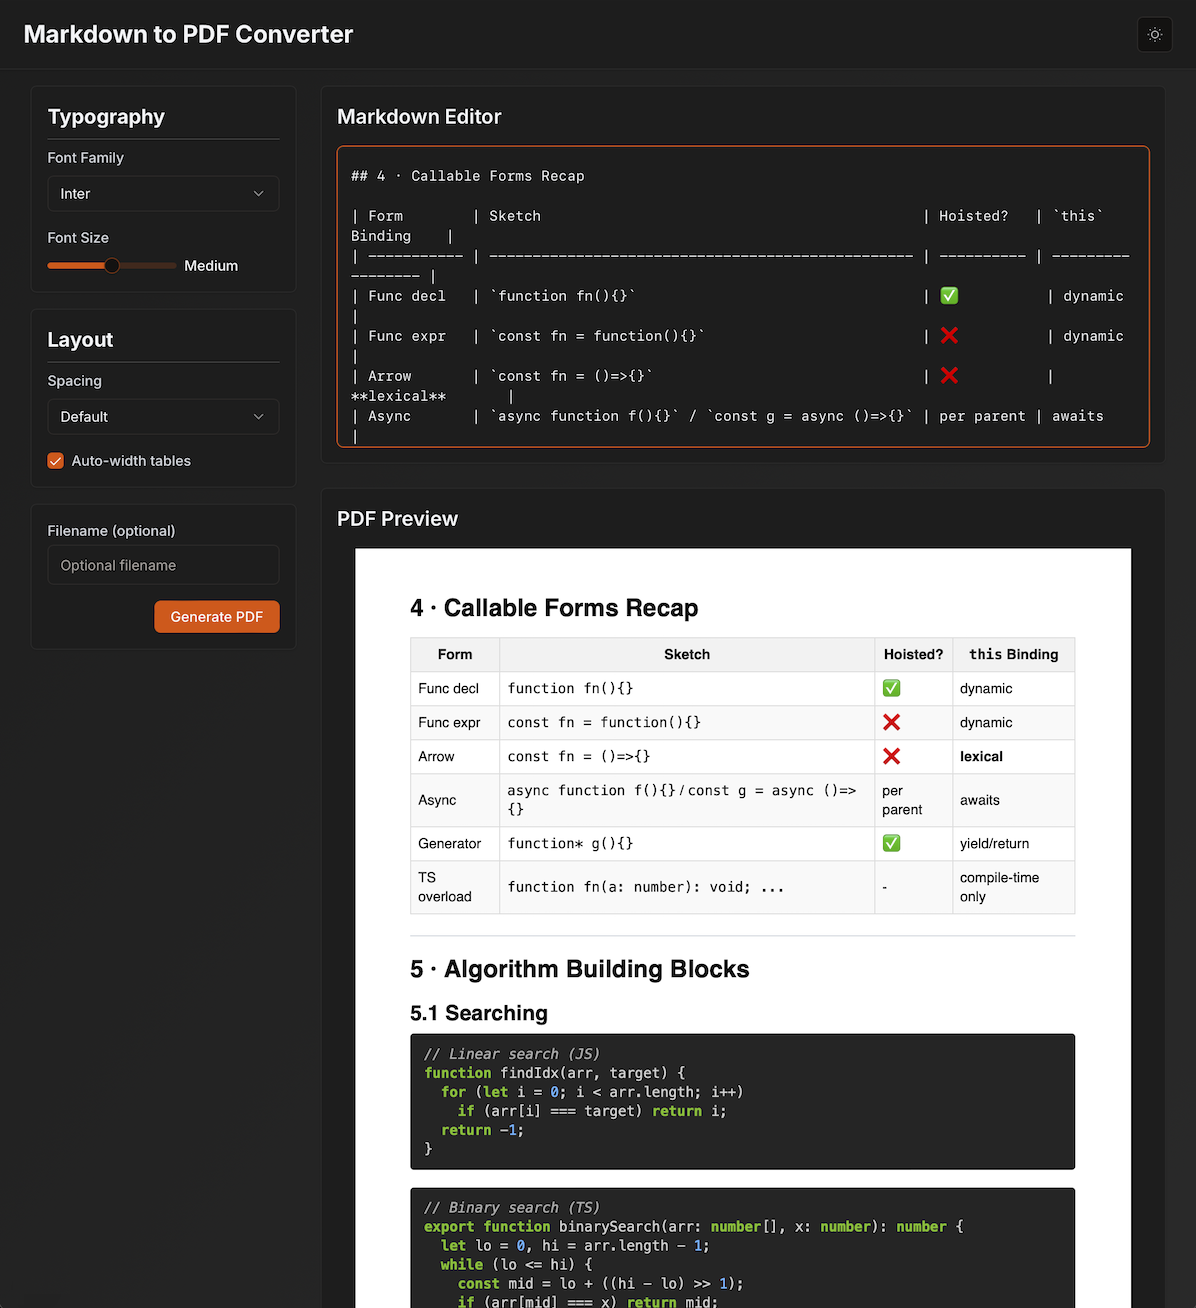 Markdown to PDF Converter
Typography
Font Family
Inter
Font Size
Medium
Layout
Spacing
Default
Auto-width tables
Filename (optional)
Optional filename
Generate PDF
Markdown Editor
## 4 · Callable Forms Recap
| Form        | Sketch                                            | Hoisted?   | `this`
Binding    |
| ----------- | ------------------------------------------------- | ---------- | ---------
-------- |
| Func decl   | `function fn(){}`                                 | ✅          | dynamic
|
| Func expr   | `const fn = function(){}`                         | ❌          | dynamic
|
| Arrow       | `const fn = ()=>{}`                               | ❌          |
**lexical**       |
| Async       | `async function f(){}` / `const g = async ()=>{}` | per parent | awaits
|
PDF Preview
4 · Callable Forms Recap
Form Sketch Hoisted? this Binding
Func decl function fn(){} ✅ dynamic
Func expr const fn = function(){} ❌ dynamic
Arrow const fn = ()=>{} ❌ lexical
Async async function f(){} / const g = async ()=>
{} per parent awaits
Generator function* g(){} ✅ yield/return
TS overload function fn(a: number): void; ... - compile-time only
5 · Algorithm Building Blocks
5.1 Searching
// Linear search (JS)
function findIdx(arr, target) {
  for (let i = 0; i < arr.length; i++)
    if (arr[i] === target) return i;
  return -1;
}
// Binary search (TS)
export function binarySearch(arr: number[], x: number): number {
  let lo = 0, hi = arr.length - 1;
  while (lo <= hi) {
    const mid = lo + ((hi - lo) >> 1);
    if (arr[mid] === x) return mid;